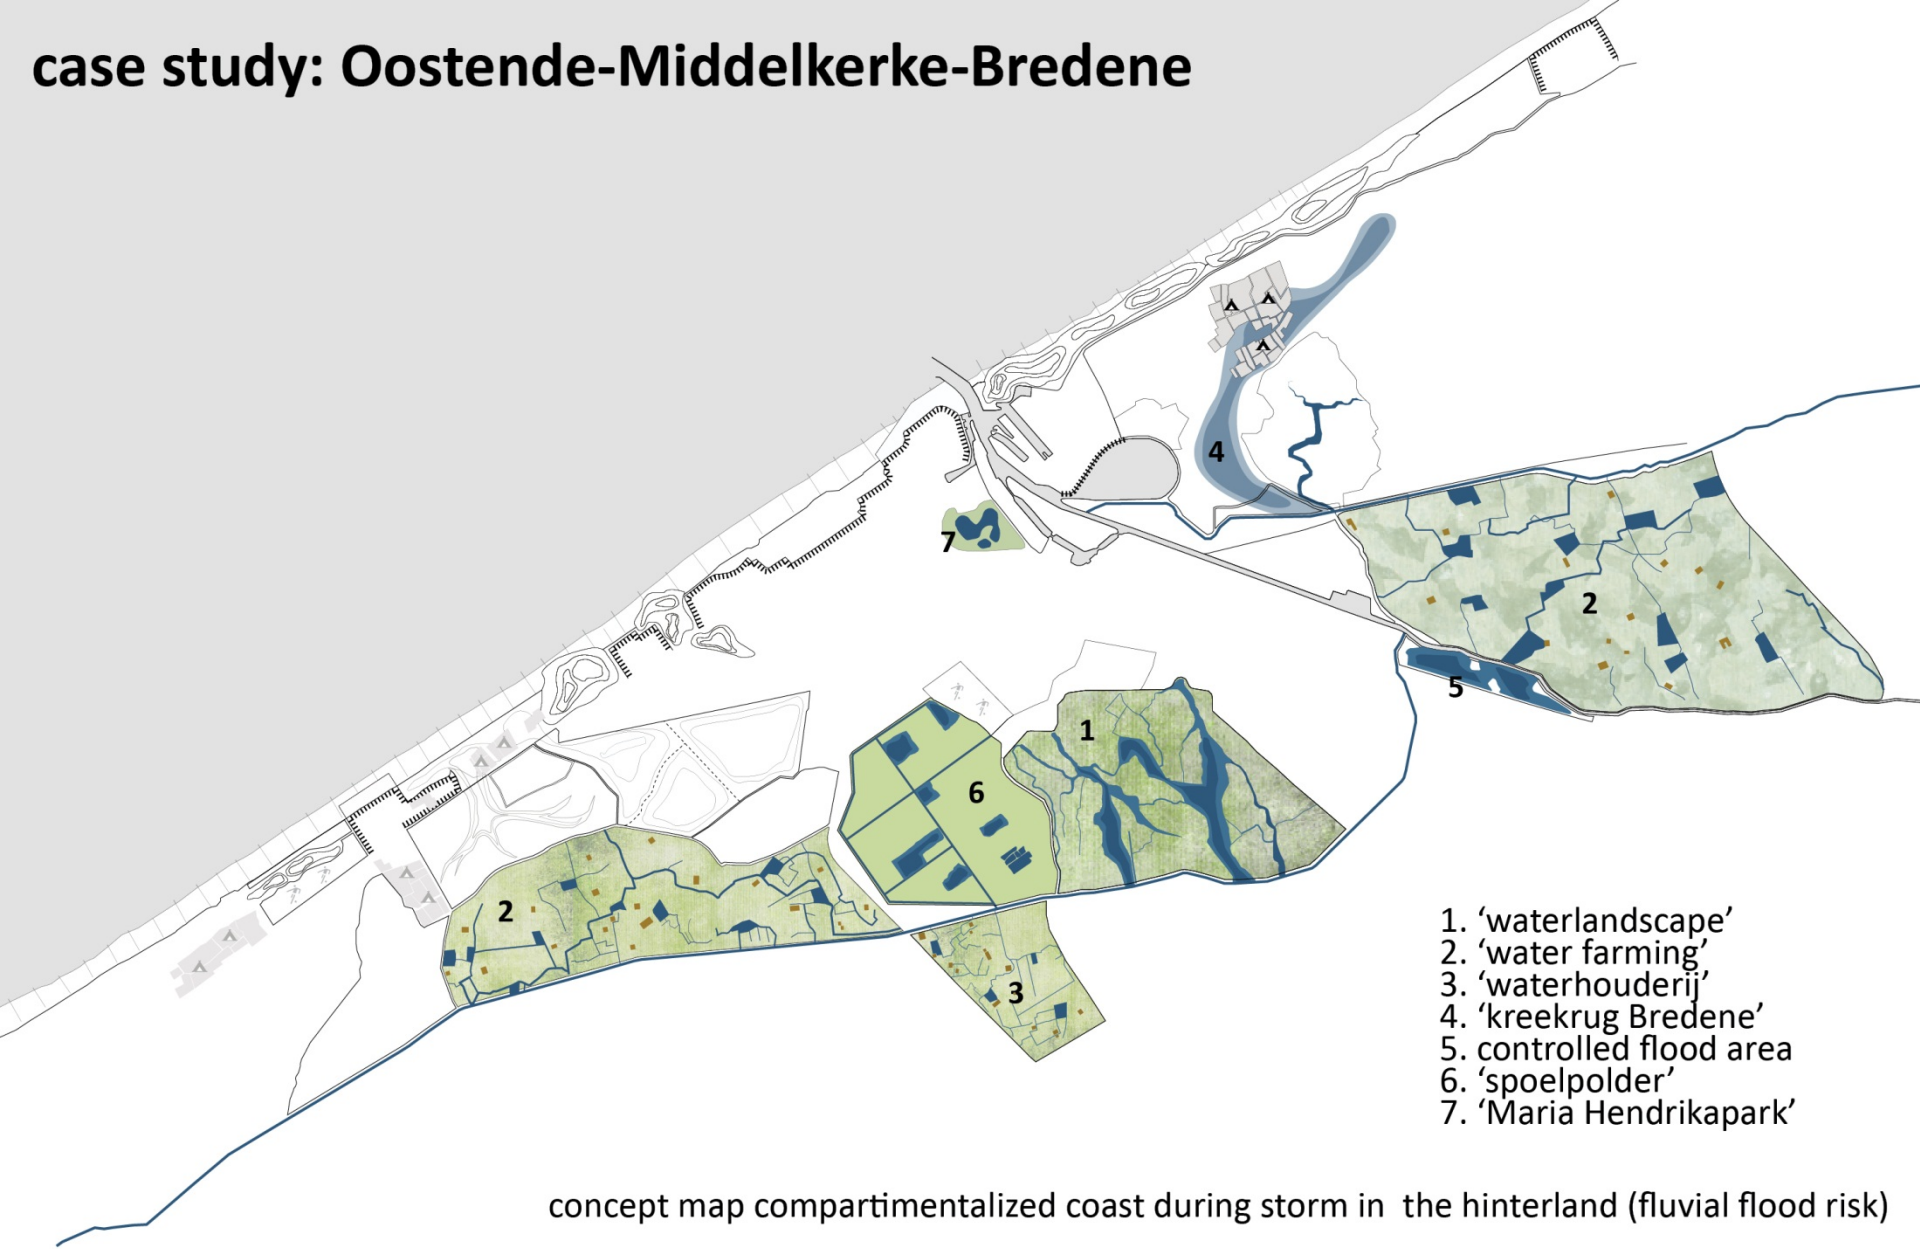 case study: Oostende-Middelkerke-Bredene
4
7
2
5
1
6
2
3
1. ‘waterlandscape’
2. ‘water farming’
3. ‘waterhouderij’
4. ‘kreekrug Bredene’
5. controlled flood area
6. ‘spoelpolder’
7. ‘Maria Hendrikapark’
concept map compartimentalized coast during storm in the hinterland (fluvial flood risk)